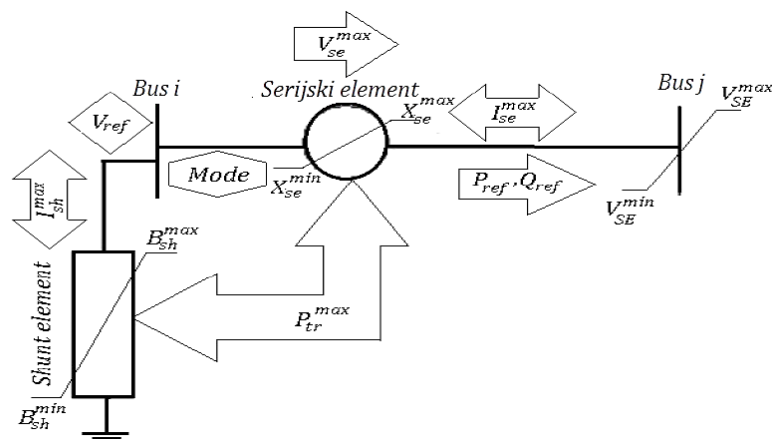 V_se^max
Bus i
Serijski element
Bus j
V_SE^max
X_se^max
I_se^max
V_ref
Mode
X_se^min
P_ref, Q_ref
V_SE^min
I_sh^max
B_sh^max
Shunt element
P_tr^max
B_sh^min